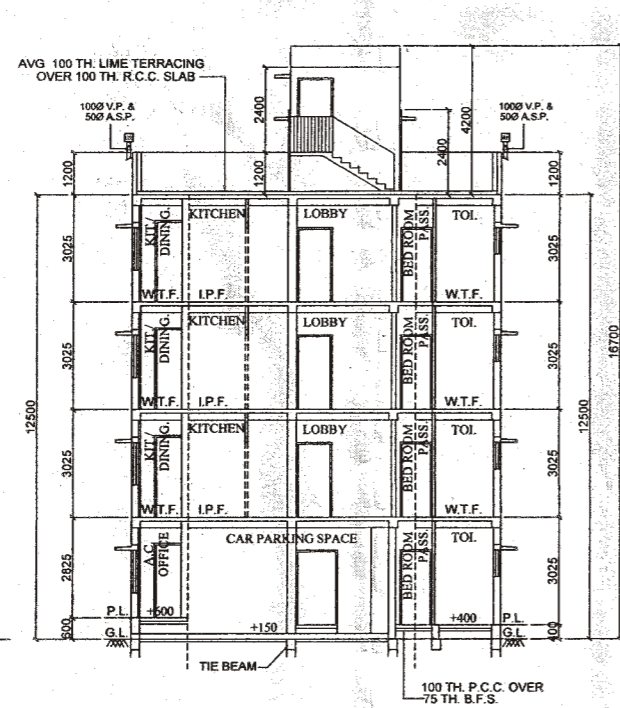 AVG 100 TH. LIME TERRACING
OVER 100 TH. R.C.C. SLAB
100Ø V.P. &
50Ø A.S.P.
100Ø V.P. &
50Ø A.S.P.
2400
4200
2400
1200
1200
1200
KIT./
DINING.
KITCHEN
LOBBY
BED ROOM
PASS.
TOI.
3025
3025
W.T.F.
I.P.F.
W.T.F.
16700
KIT./
DINING.
KITCHEN
LOBBY
BED ROOM
PASS.
TOI.
3025
3025
W.T.F.
I.P.F.
W.T.F.
12500
12500
KIT./
DINING.
KITCHEN
LOBBY
BED ROOM
PASS.
TOI.
3025
3025
W.T.F.
I.P.F.
W.T.F.
A.C.
OFFICE
CAR PARKING SPACE
BED ROOM
PASS.
TOI.
2825
3025
P.L.
+600
+150
+400
P.L.
600
G.L.
G.L.
400
TIE BEAM
100 TH. P.C.C. OVER
75 TH. B.F.S.